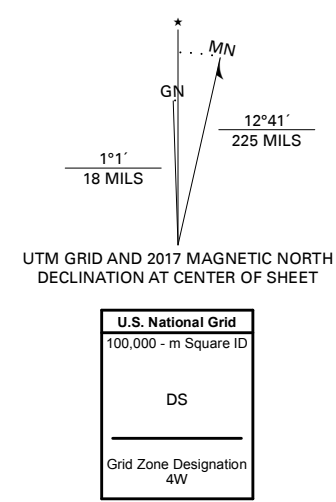 ★
MN
GN
12°41´
225 MILS
1°1´
18 MILS
UTM GRID AND 2017 MAGNETIC NORTH
DECLINATION AT CENTER OF SHEET
U.S. National Grid
100,000 - m Square ID
DS
Grid Zone Designation
4W